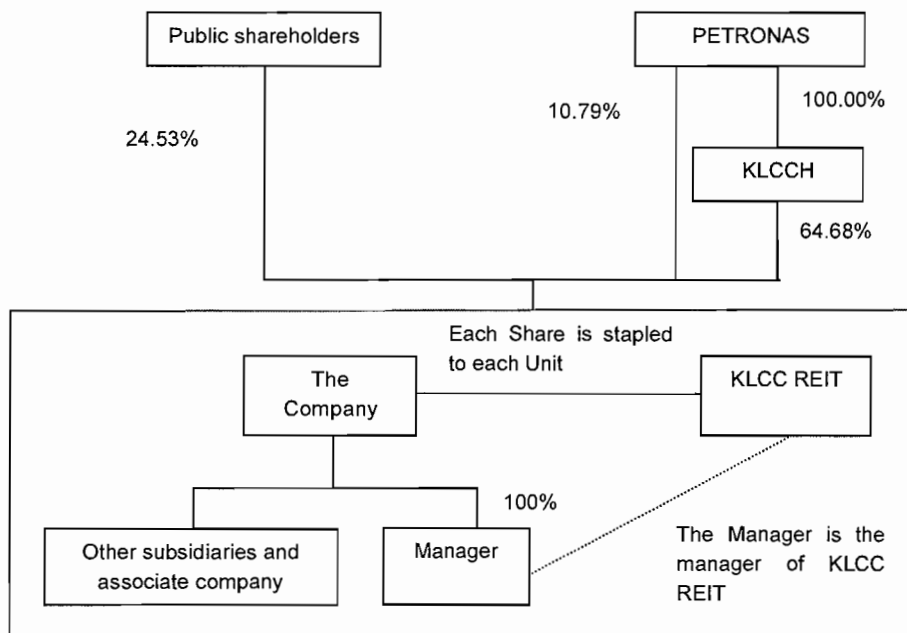 Public shareholders
PETRONAS
24.53%
10.79%
100.00%
KLCCH
64.68%
Each Share is stapled
to each Unit
The
Company
KLCC REIT
100%
Other subsidiaries and
associate company
Manager
The Manager is the
manager of KLCC
REIT